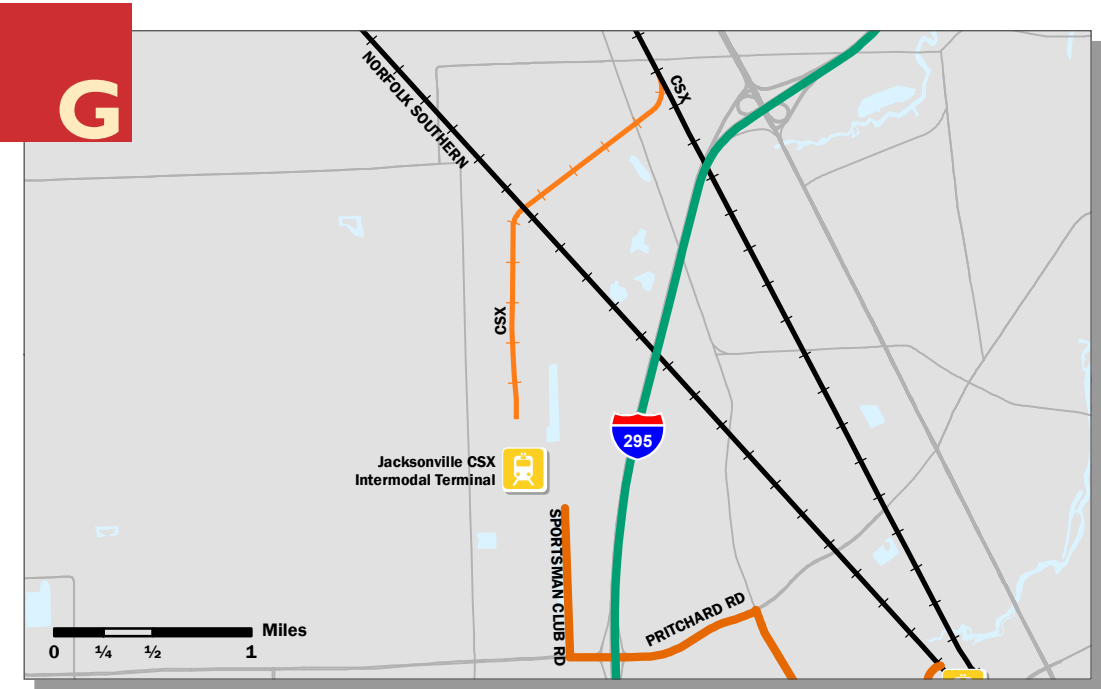 G
NORFOLK SOUTHERN
CSX
CSX
295
Jacksonville CSX
Intermodal Terminal
SPORTSMAN CLUB RD
PRITCHARD RD
Miles
0 ¼ ½ 1